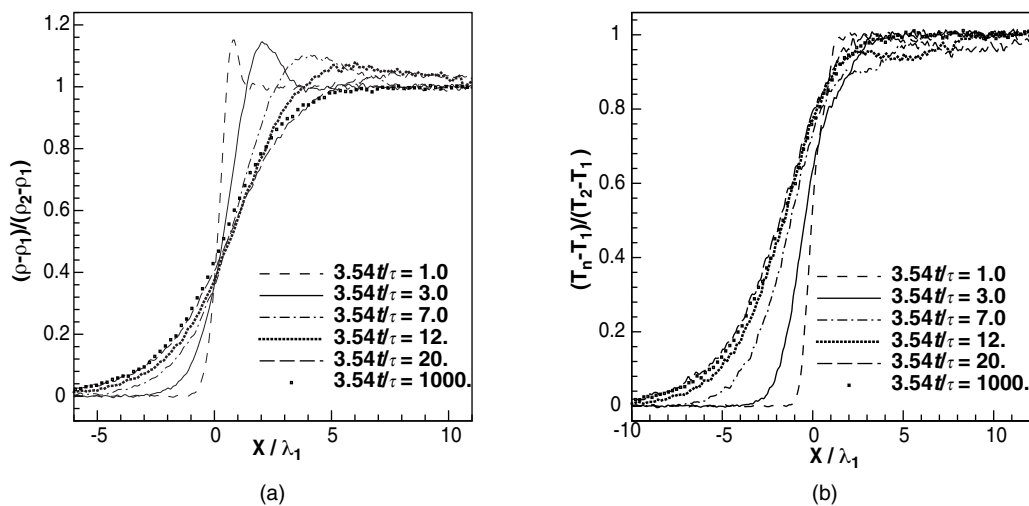 1.2
1
0.8
0.6
0.4
0.2
0
(ρ-ρ₁)/(ρ₂-ρ₁)
3.54t/τ = 1.0
3.54t/τ = 3.0
3.54t/τ = 7.0
3.54t/τ = 12.
3.54t/τ = 20.
3.54t/τ = 1000.
-5 0 5 10
X / λ₁
(a)
1
0.8
0.6
0.4
0.2
0
(Tₙ-T₁)/(T₂-T₁)
3.54t/τ = 1.0
3.54t/τ = 3.0
3.54t/τ = 7.0
3.54t/τ = 12.
3.54t/τ = 20.
3.54t/τ = 1000.
-10 -5 0 5 10
X / λ₁
(b)